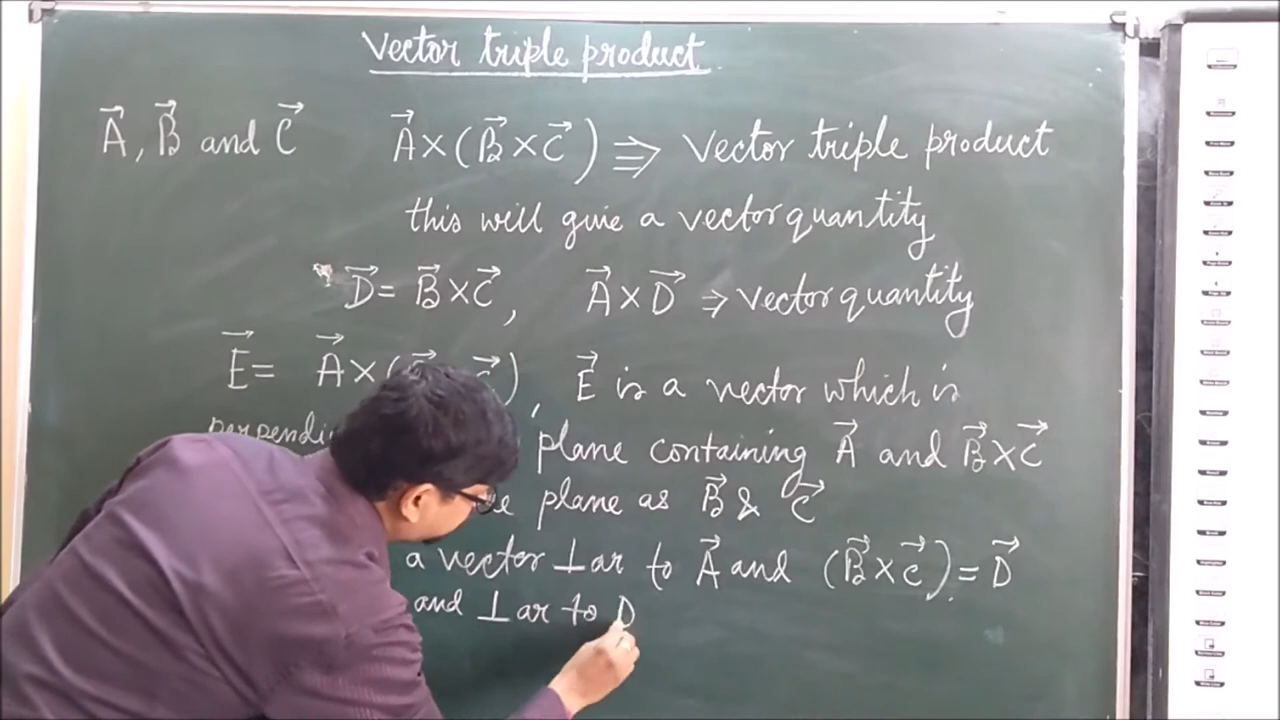 Vector triple product
A⃗, B⃗ and C⃗ A⃗×(B⃗×C⃗) ⇒ Vector triple product
this will give a vector quantity
D⃗ = B⃗×C⃗, A⃗×D⃗ ⇒ vector quantity
E⃗ = A⃗×( C⃗), E⃗ is a vector which is
plane containing A⃗ and B⃗×C⃗
plane as B⃗ & C⃗
a vector ⊥ar to A⃗ and (B⃗×C⃗) = D⃗
and ⊥ar to D